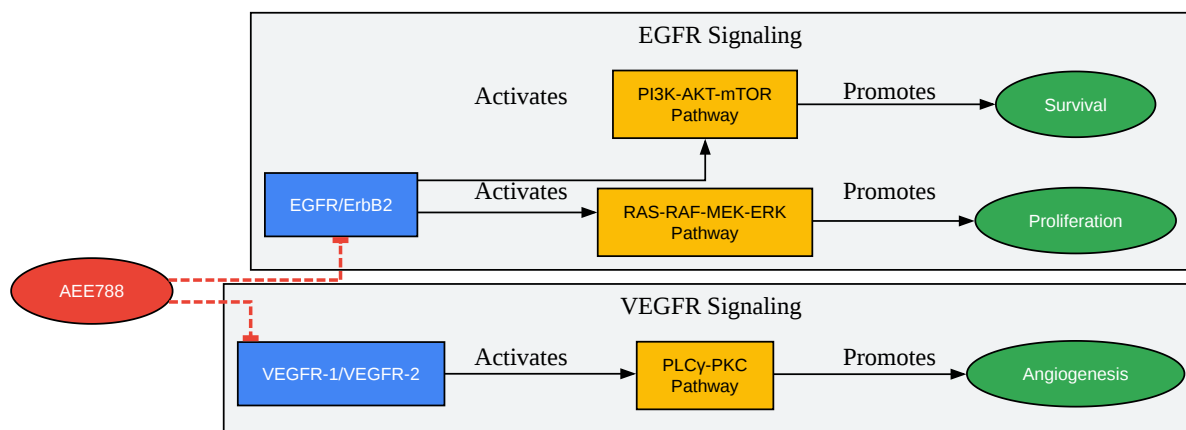 EGFR Signaling
Activates
PI3K-AKT-mTOR
Pathway
Promotes
Survival
EGFR/ErbB2
Activates
RAS-RAF-MEK-ERK
Pathway
Promotes
Proliferation
AEE788
VEGFR Signaling
VEGFR-1/VEGFR-2
Activates
PLCγ-PKC
Pathway
Promotes
Angiogenesis